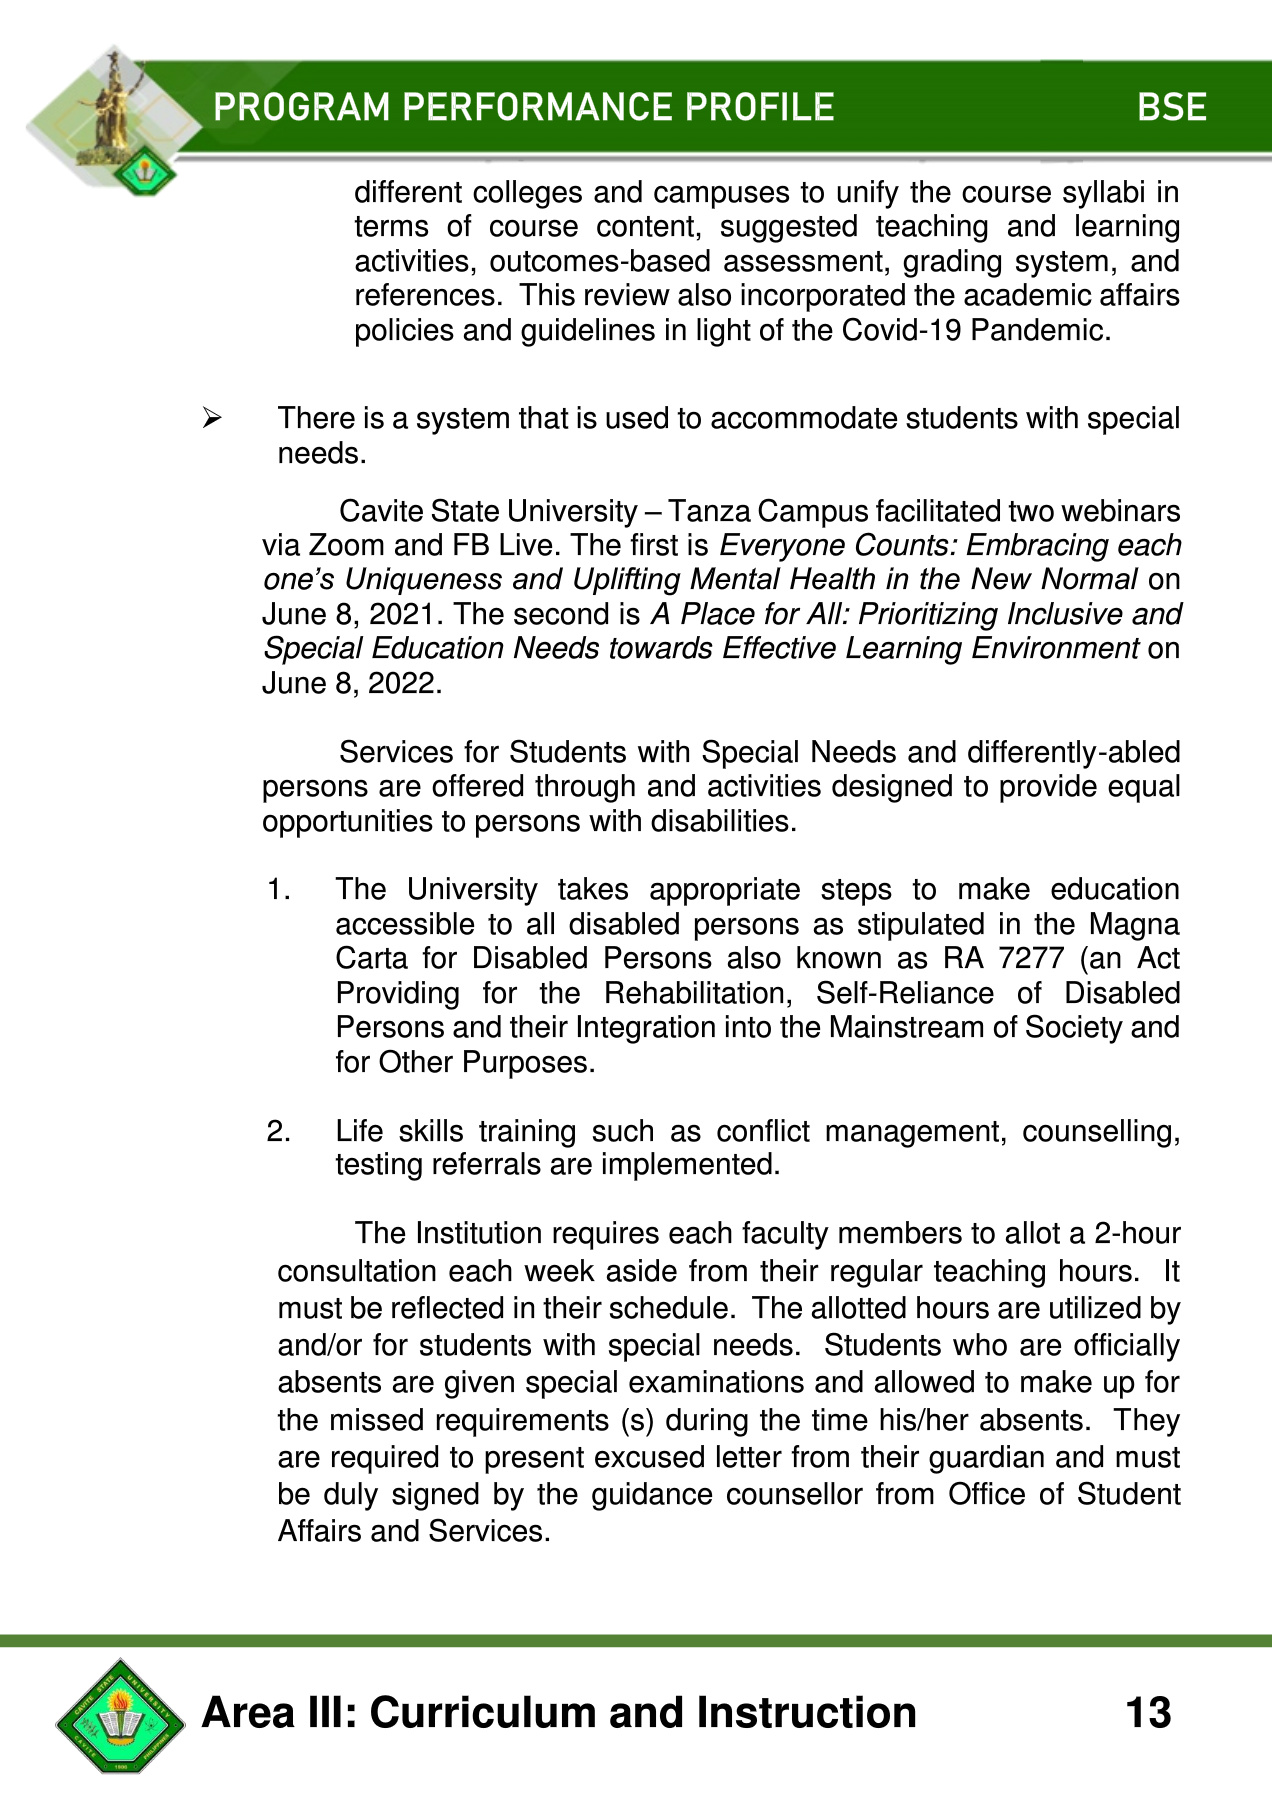 PROGRAM PERFORMANCE PROFILE BSE
different colleges and campuses to unify the course syllabi in
terms of course content, suggested teaching and learning
activities, outcomes-based assessment, grading system, and
references. This review also incorporated the academic affairs
policies and guidelines in light of the Covid-19 Pandemic.
➢ There is a system that is used to accommodate students with special
needs.
Cavite State University – Tanza Campus facilitated two webinars
via Zoom and FB Live. The first is Everyone Counts: Embracing each
one’s Uniqueness and Uplifting Mental Health in the New Normal on
June 8, 2021. The second is A Place for All: Prioritizing Inclusive and
Special Education Needs towards Effective Learning Environment on
June 8, 2022.
Services for Students with Special Needs and differently-abled
persons are offered through and activities designed to provide equal
opportunities to persons with disabilities.
1. The University takes appropriate steps to make education
accessible to all disabled persons as stipulated in the Magna
Carta for Disabled Persons also known as RA 7277 (an Act
Providing for the Rehabilitation, Self-Reliance of Disabled
Persons and their Integration into the Mainstream of Society and
for Other Purposes.
2. Life skills training such as conflict management, counselling,
testing referrals are implemented.
The Institution requires each faculty members to allot a 2-hour
consultation each week aside from their regular teaching hours. It
must be reflected in their schedule. The allotted hours are utilized by
and/or for students with special needs. Students who are officially
absents are given special examinations and allowed to make up for
the missed requirements (s) during the time his/her absents. They
are required to present excused letter from their guardian and must
be duly signed by the guidance counsellor from Office of Student
Affairs and Services.
CAVITE STATE UNIVERSITY
CAVITE PHILIPPINES
1906
Area III: Curriculum and Instruction 13